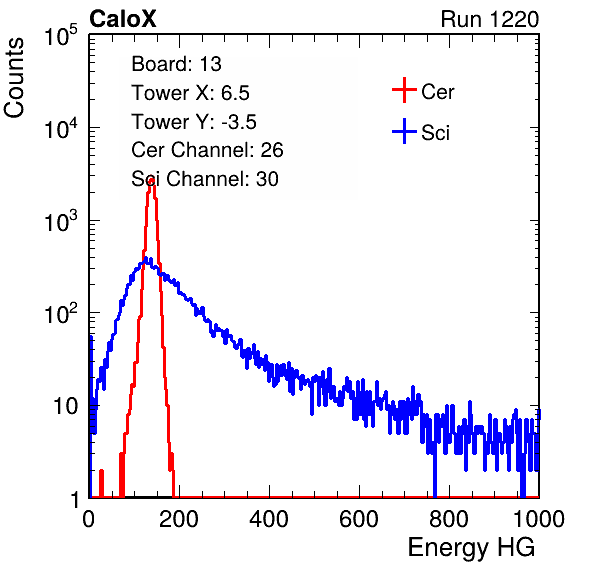 CaloX Run 1220
Counts
Board: 13
Tower X: 6.5
Tower Y: -3.5
Cer Channel: 26
Sci Channel: 30
Cer
Sci
10^5
10^4
10^3
10^2
10
1
0 200 400 600 800 1000
Energy HG